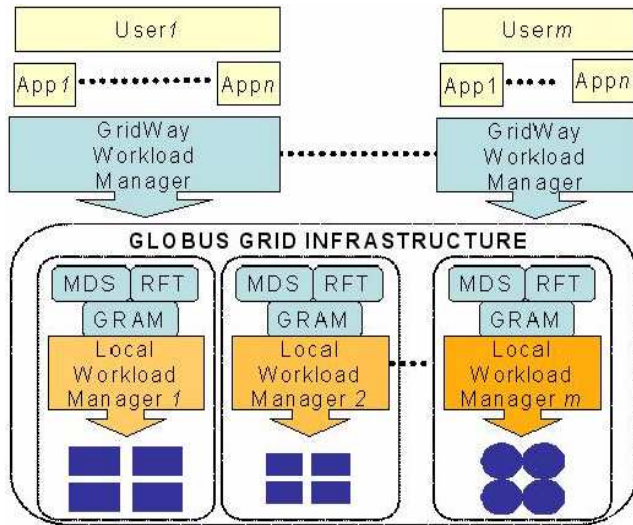 User1
Userm
App1
Appn
App1
Appn
GridWay
Workload
Manager
GridWay
Workload
Manager
GLOBUS GRID INFRASTRUCTURE
MDS
RFT
GRAM
Local
Workload
Manager 1
MDS
RFT
GRAM
Local
Workload
Manager 2
MDS
RFT
GRAM
Local
Workload
Manager m